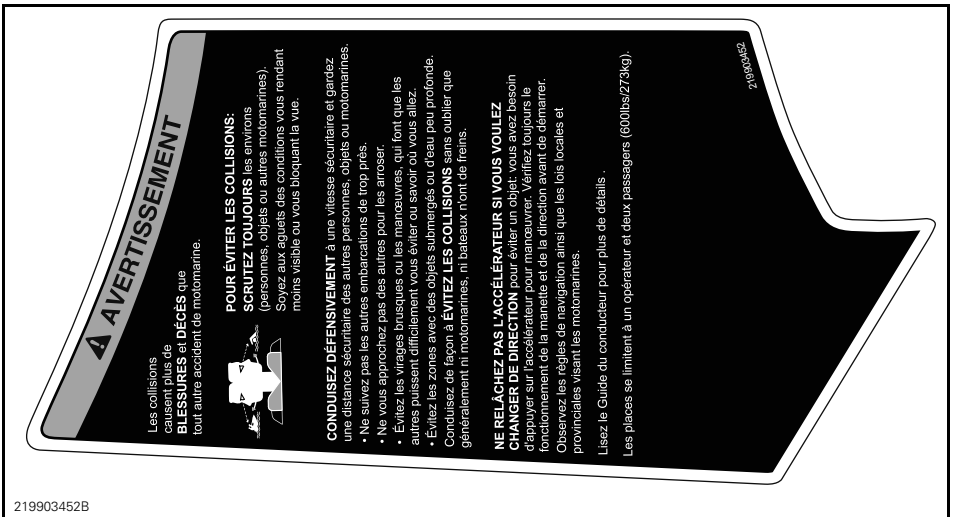 AVERTISSEMENT
Les collisions
causent plus de
BLESSURES et DÉCÈS que
tout autre accident de motomarine.
POUR ÉVITER LES COLLISIONS:
SCRUTEZ TOUJOURS les environs
(personnes, objets ou autres motomarines).
Soyez aux aguets des conditions vous rendant
moins visible ou vous bloquant la vue.
CONDUISEZ DÉFENSIVEMENT à une vitesse sécuritaire et gardez
une distance sécuritaire des autres personnes, objets ou motomarines.
• Ne suivez pas les autres embarcations de trop près.
• Ne vous approchez pas des autres pour les arroser.
• Évitez les virages brusques ou les manœuvres, qui font que les
autres puissent difficilement vous éviter ou savoir où vous allez.
• Évitez les zones avec des objets submergés ou d'eau peu profonde.
Conduisez de façon à ÉVITEZ LES COLLISIONS sans oublier que
généralement ni motomarines, ni bateaux n'ont de freins.
NE RELÂCHEZ PAS L'ACCÉLÉRATEUR SI VOUS VOULEZ
CHANGER DE DIRECTION pour éviter un objet: vous avez besoin
d'appuyer sur l'accélérateur pour manœuvrer. Vérifiez toujours le
fonctionnement de la manette et de la direction avant de démarrer.
Observez les règles de navigation ainsi que les lois locales et
provinciales visant les motomarines.
Lisez le Guide du conducteur pour plus de détails .
Les places se limitent à un opérateur et deux passagers (600lbs/273kg).
219903452
219903452B